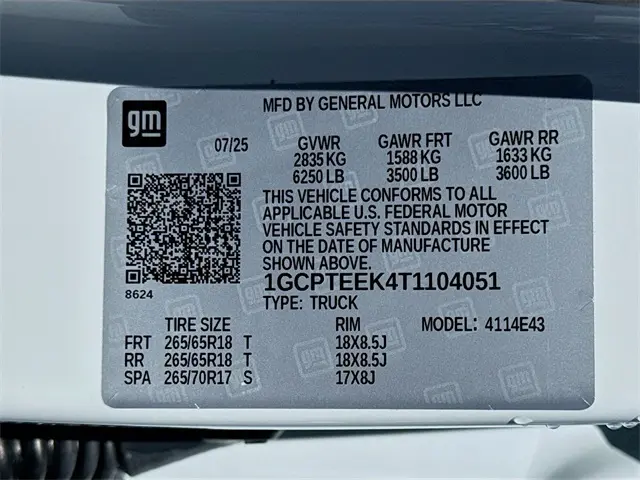 MFD BY GENERAL MOTORS LLC
gm
07/25
GVWR GAWR FRT GAWR RR
2835 KG 1588 KG 1633 KG
6250 LB 3500 LB 3600 LB
THIS VEHICLE CONFORMS TO ALL
APPLICABLE U.S. FEDERAL MOTOR
VEHICLE SAFETY STANDARDS IN EFFECT
ON THE DATE OF MANUFACTURE
SHOWN ABOVE.
8624
1GCPTEEK4T1104051
TYPE: TRUCK
TIRE SIZE RIM MODEL: 4114E43
FRT 265/65R18 T 18X8.5J
RR 265/65R18 T 18X8.5J
SPA 265/70R17 S 17X8J